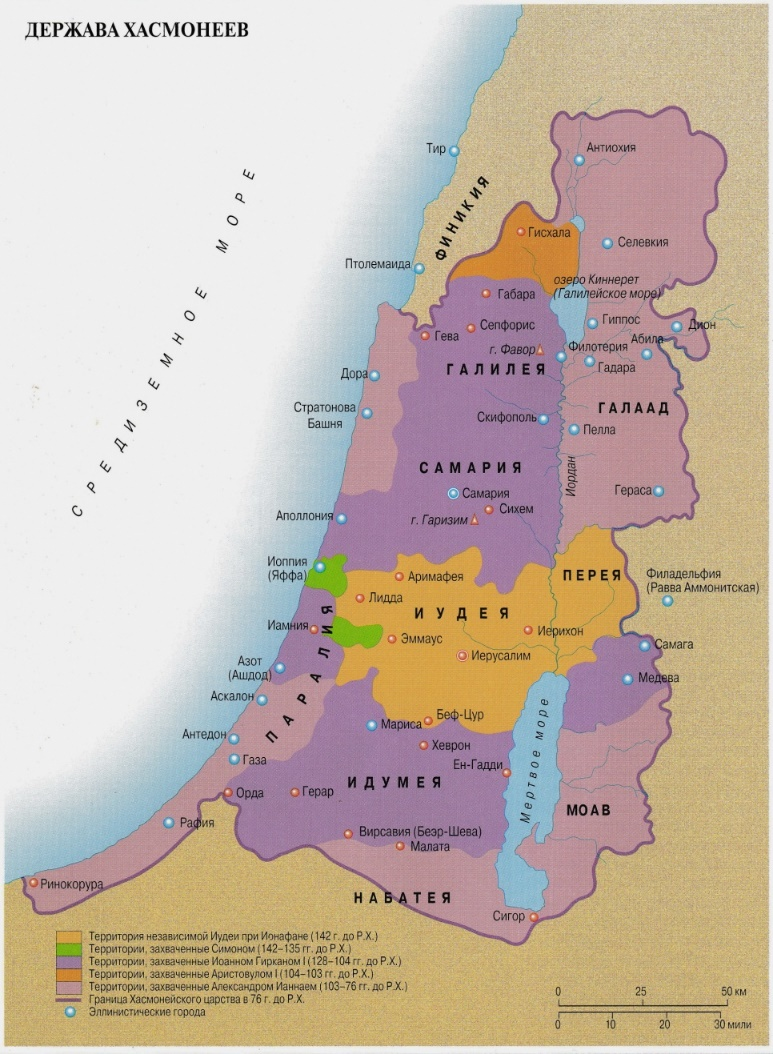 ДЕРЖАВА ХАСМОНЕЕВ
СРЕДИЗЕМНОЕ МОРЕ
Тир
ФИНИКИЯ
Антиохия
Гисхала
Селевкия
Птолемаида
озеро Киннерет
(Галилейское море)
Габара
Гиппос
Дион
Сепфорис
Гева
г. Фавор
Филотерия
Абила
ГАЛИЛЕЯ
Гадара
Дора
Стратонова
Башня
ГАЛААД
Скифополь
Пелла
САМАРИЯ
Иордан
Самария
Гераса
Сихем
Аполлония
г. Гаризим
Иоппия
(Яффа)
Аримафея
ПЕРЕЯ
Филадельфия
(Равва Аммонитская)
Лидда
ИУДЕЯ
Иамния
Эммаус
Иерихон
Иерусалим
Самага
ПАРАЛИЯ
Азот
(Ашдод)
Медева
Аскалон
Мариса
Беф-Цур
Антедон
Хеврон
Газа
Ен-Гадди
Мертвое море
ИДУМЕЯ
Орда
Герар
МОАВ
Рафия
Вирсавия (Беэр-Шева)
Малата
Ринокорура
НАБАТЕЯ
Сигор
Территория независимой Иудеи при Ионафане (142 г. до Р.Х.)
Территории, захваченные Симоном (142–135 гг. до Р.Х.)
Территории, захваченные Иоанном Гирканом I (128–104 гг. до Р.Х.)
Территории, захваченные Аристовулом I (104–103 гг. до Р.Х.)
Территории, захваченные Александром Ианнаем (103–76 гг. до Р.Х.)
Граница Хасмонейского царства в 76 г. до Р.Х.
Эллинистические города
0 25 50 км
0 10 20 30 мили